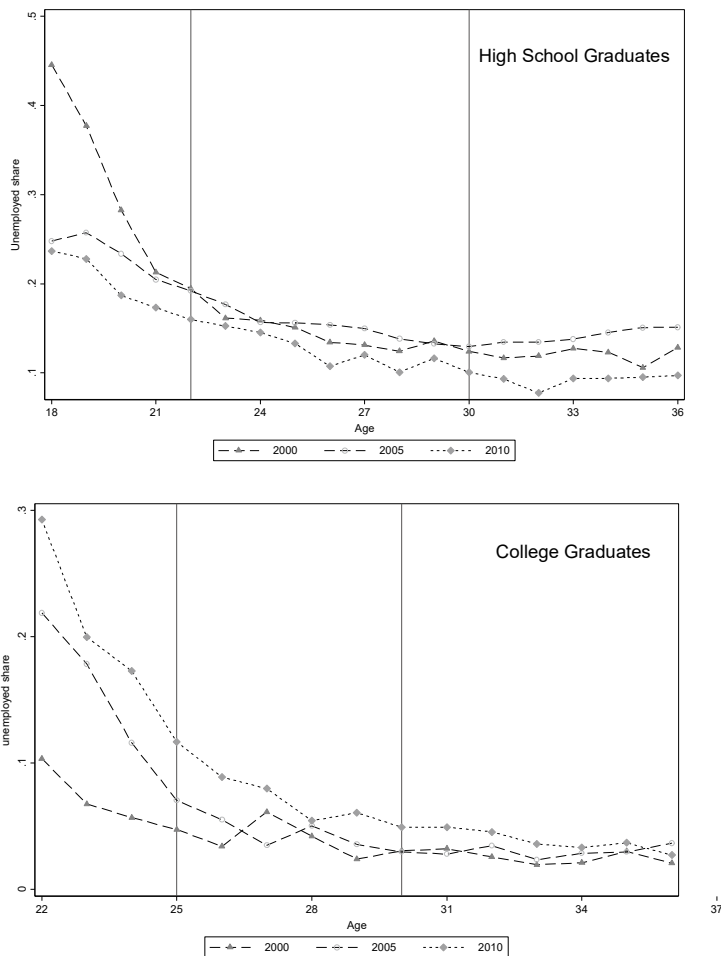 High School Graduates
Unemployed share
.5
.4
.3
.2
.1
18 21 24 27 30 33 36
Age
2000 2005 2010
College Graduates
unemployed share
.3
.2
.1
0
22 25 28 31 34 37
Age
2000 2005 2010